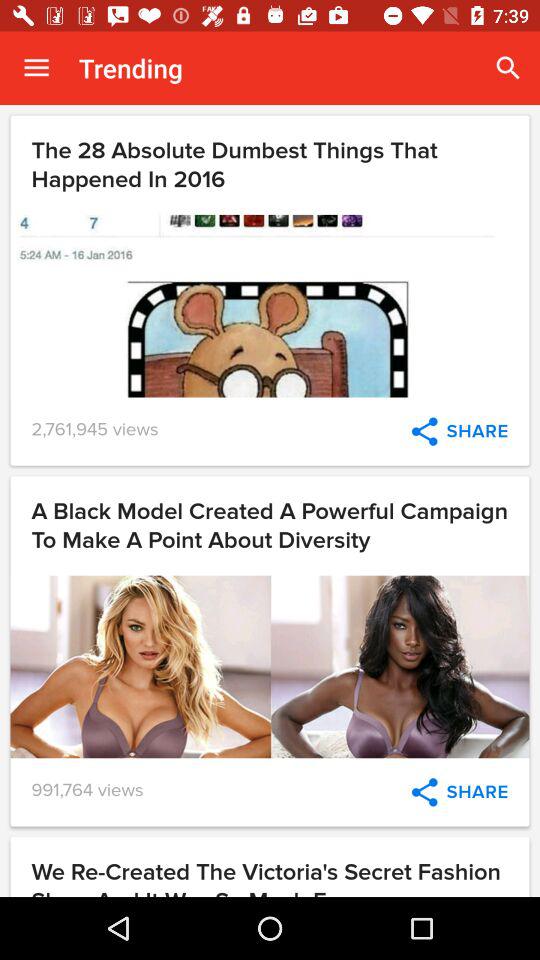 7:39
Trending
The 28 Absolute Dumbest Things That
Happened In 2016
4 7
5:24 AM - 16 Jan 2016
2,761,945 views SHARE
A Black Model Created A Powerful Campaign
To Make A Point About Diversity
991,764 views SHARE
We Re-Created The Victoria's Secret Fashion